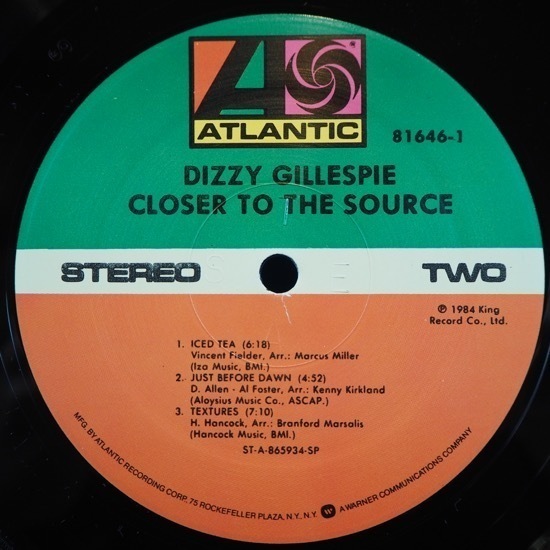 ATLANTIC
81646-1
DIZZY GILLESPIE
CLOSER TO THE SOURCE
STEREO
TWO
℗ 1984 King
Record Co., Ltd.
1. ICED TEA (6:18)
Vincent Fielder, Arr.: Marcus Miller
(Iza Music, BMI.)
2. JUST BEFORE DAWN (4:52)
D. Allen - Al Foster, Arr.: Kenny Kirkland
(Aloysius Music Co., ASCAP.)
3. TEXTURES (7:10)
H. Hancock, Arr.: Branford Marsalis
(Hancock Music, BMI.)
ST-A-865934-SP
MFG. BY ATLANTIC RECORDING CORP. 75 ROCKEFELLER PLAZA, N.Y., N.Y. A WARNER COMMUNICATIONS COMPANY